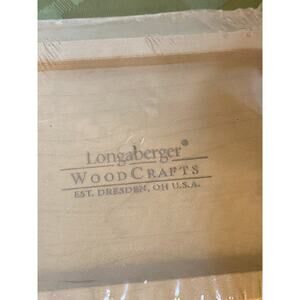 Longaberger®
WOODCRAFTS
EST. DRESDEN, OH U.S.A.